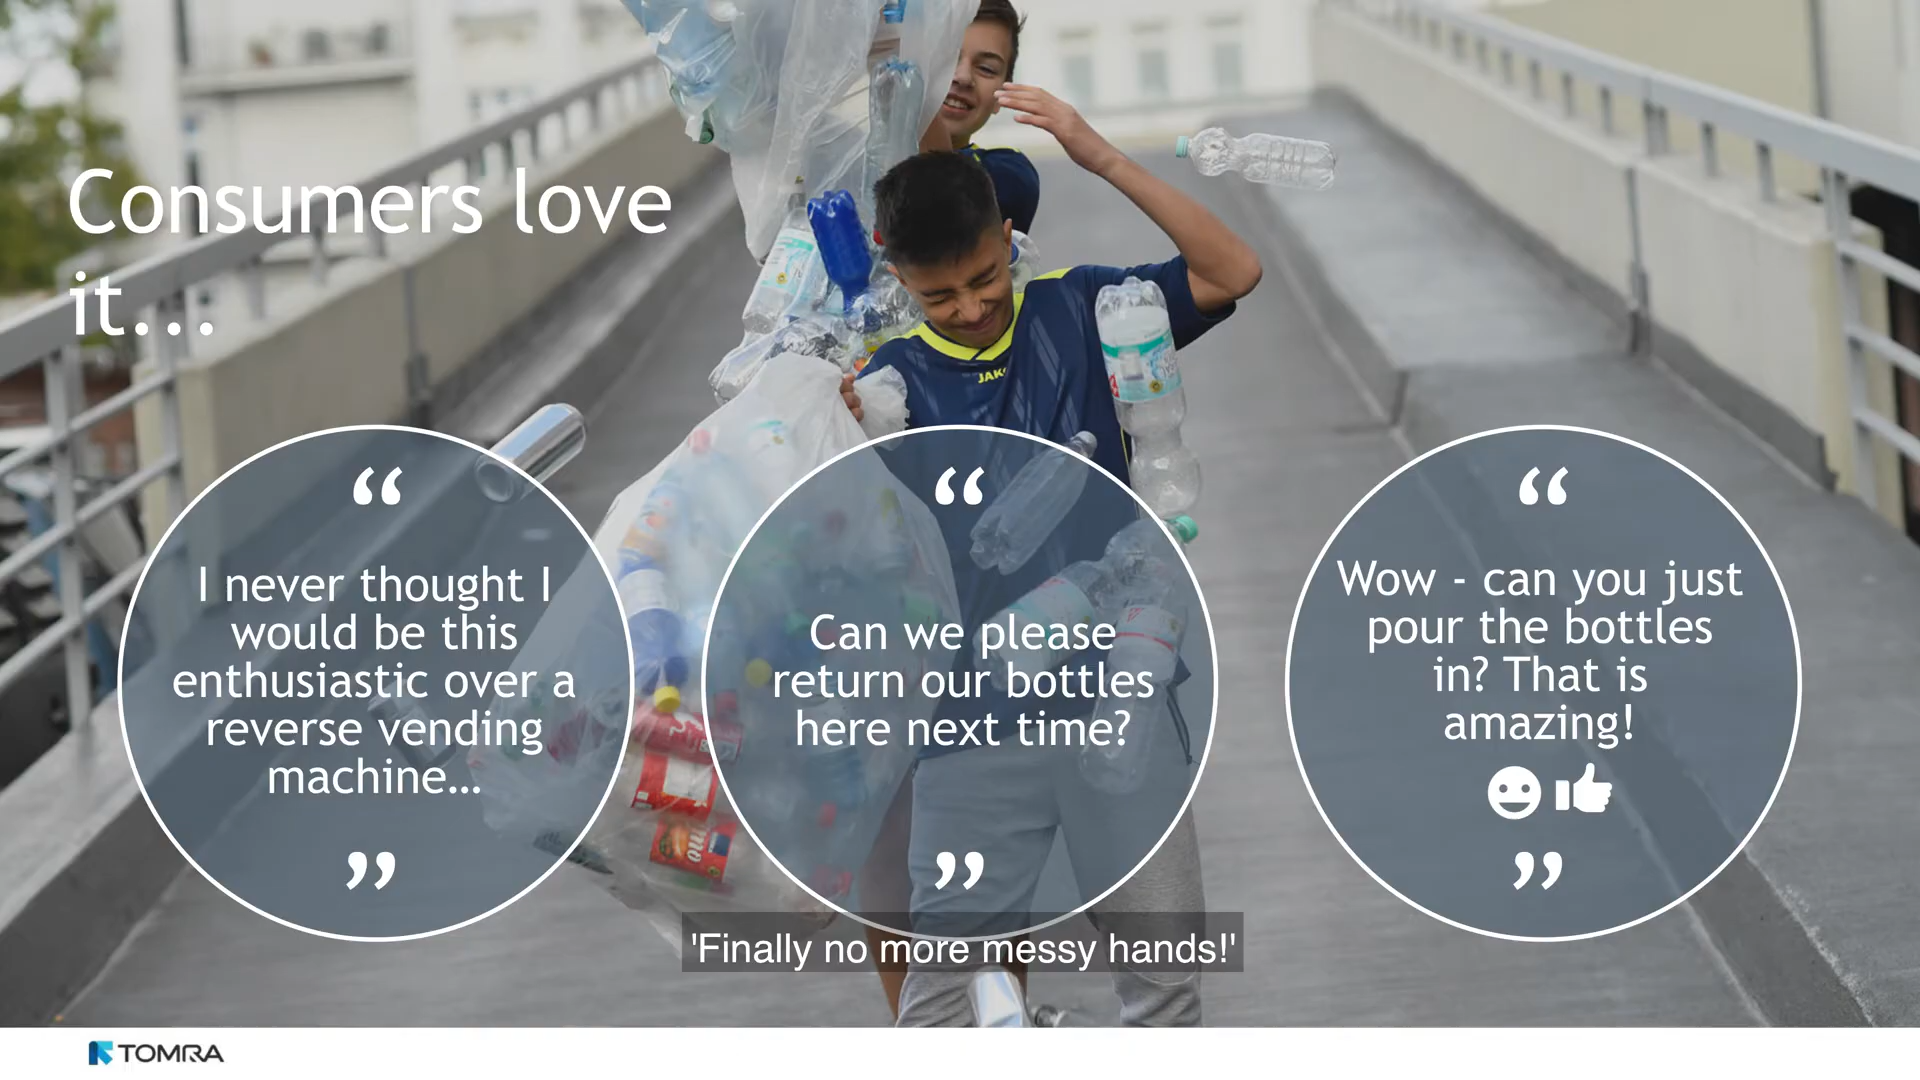 Consumers love
it...
“
I never thought I
would be this
enthusiastic over a
reverse vending
machine...
”
“
Can we please
return our bottles
here next time?
”
“
Wow - can you just
pour the bottles
in? That is
amazing!
”
'Finally no more messy hands!'
TOMRA